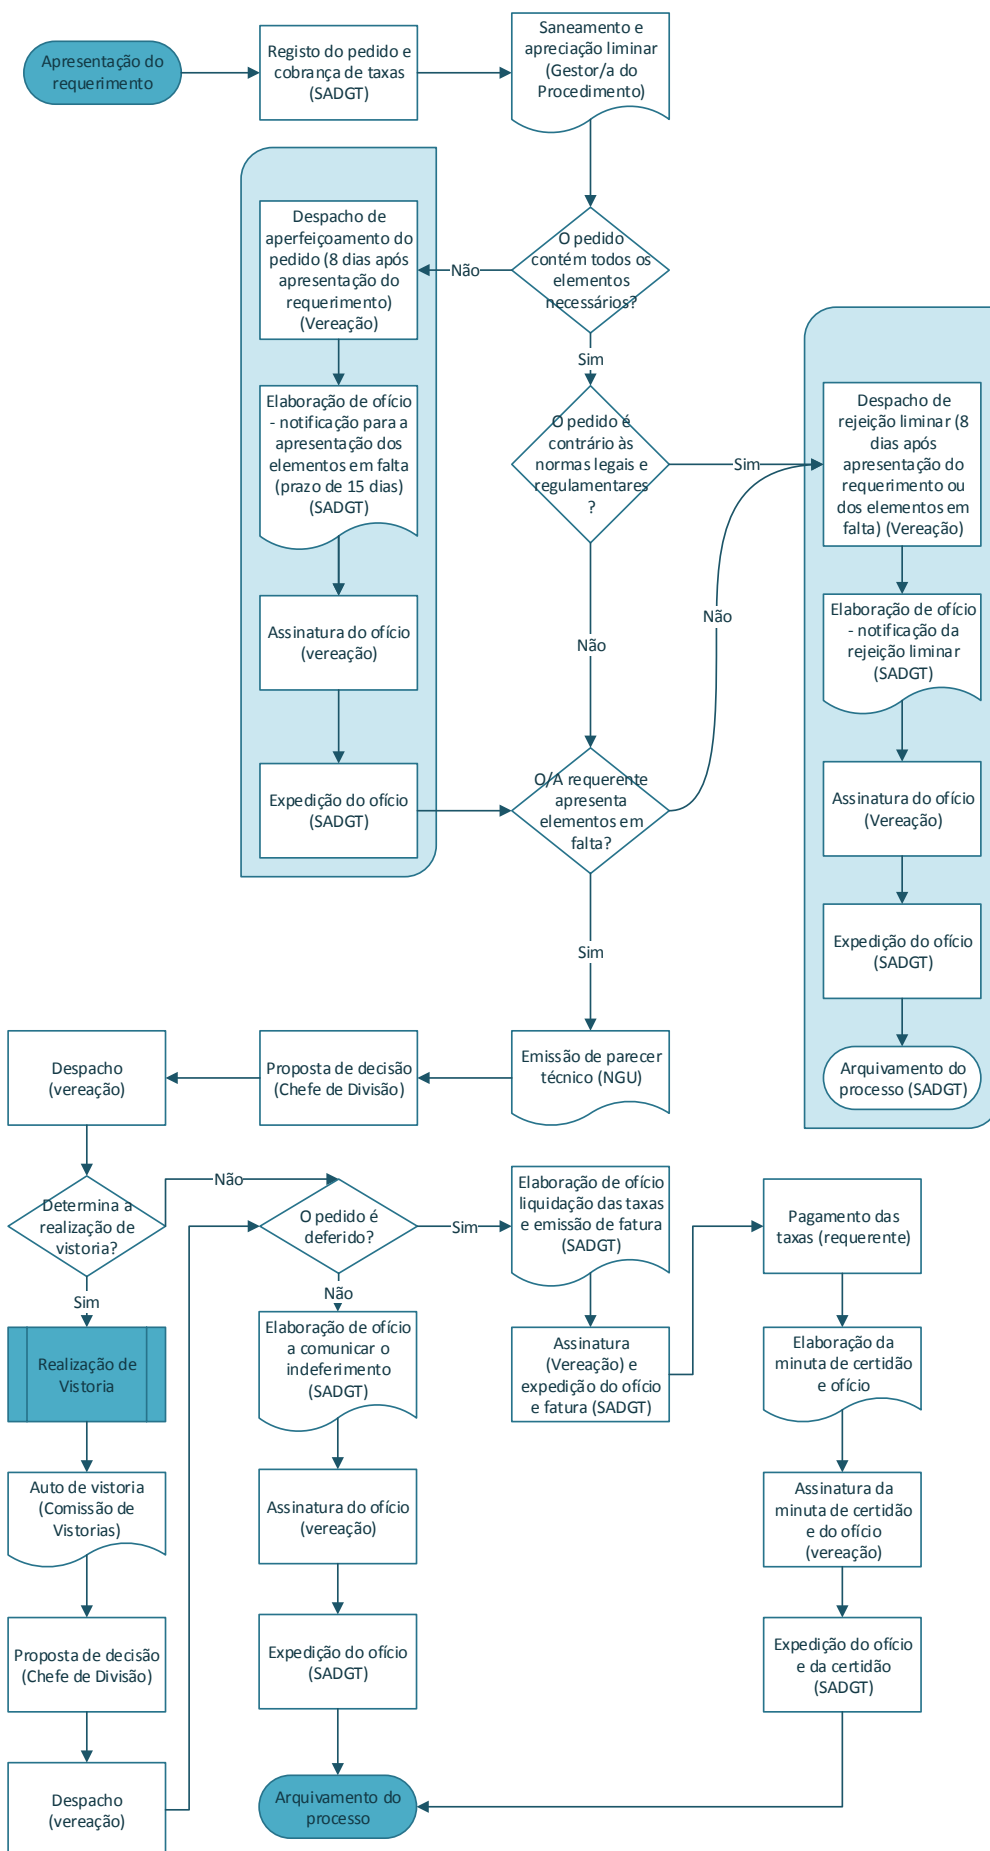 Apresentação do
requerimento
Registo do pedido e
cobrança de taxas
(SADGT)
Saneamento e
apreciação liminar
(Gestor/a do
Procedimento)
O pedido
contém todos os
elementos
necessários?
Não
Sim
Despacho de
aperfeiçoamento do
pedido (8 dias após
apresentação do
requerimento)
(Vereação)
Elaboração de ofício
- notificação para a
apresentação dos
elementos em falta
(prazo de 15 dias)
(SADGT)
Assinatura do ofício
(vereação)
Expedição do ofício
(SADGT)
O pedido é
contrário às
normas legais e
regulamentares
?
Sim
Não
Não
Despacho de
rejeição liminar (8
dias após
apresentação do
requerimento ou
dos elementos em
falta) (Vereação)
Elaboração de ofício
- notificação da
rejeição liminar
(SADGT)
Assinatura do ofício
(Vereação)
Expedição do ofício
(SADGT)
Arquivamento do
processo (SADGT)
O/A requerente
apresenta
elementos em
falta?
Sim
Emissão de parecer
técnico (NGU)
Proposta de decisão
(Chefe de Divisão)
Despacho
(vereação)
Determina a
realização de
vistoria?
Não
Sim
Realização de
Vistoria
Auto de vistoria
(Comissão de
Vistorias)
Proposta de decisão
(Chefe de Divisão)
Despacho
(vereação)
O pedido é
deferido?
Sim
Não
Elaboração de ofício
a comunicar o
indeferimento
(SADGT)
Assinatura do ofício
(vereação)
Expedição do ofício
(SADGT)
Arquivamento do
processo
Elaboração de ofício
liquidação das taxas
e emissão de fatura
(SADGT)
Assinatura
(Vereação) e
expedição do ofício
e fatura (SADGT)
Pagamento das
taxas (requerente)
Elaboração da
minuta de certidão
e ofício
Assinatura da
minuta de certidão
e do ofício
(vereação)
Expedição do ofício
e da certidão
(SADGT)